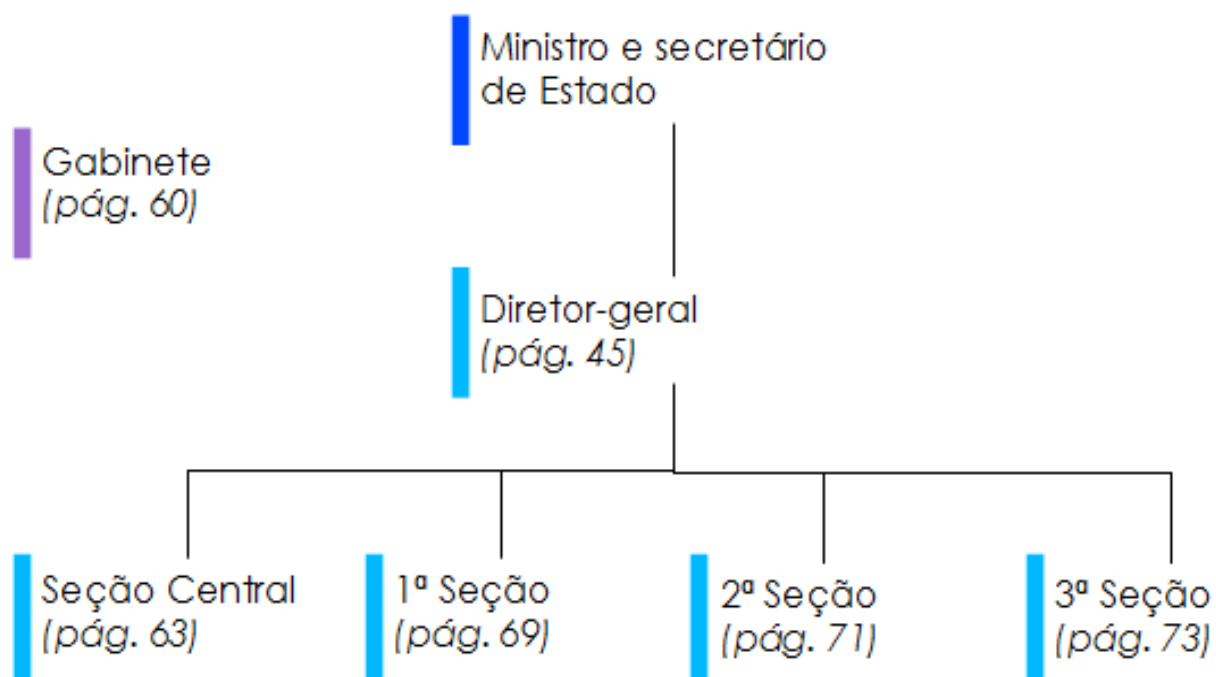 Ministro e secretário
de Estado
Gabinete
(pág. 60)
Diretor-geral
(pág. 45)
Seção Central
(pág. 63)
1ª Seção
(pág. 69)
2ª Seção
(pág. 71)
3ª Seção
(pág. 73)